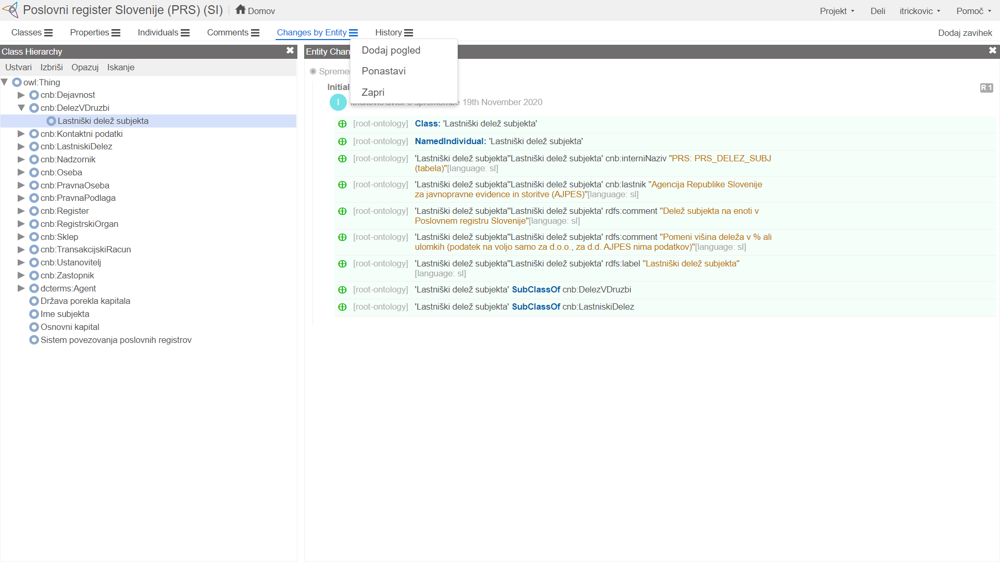 Poslovni register Slovenije (PRS) (SI) Domov Projekt Deli itrickovic Pomoč
Classes Properties Individuals Comments Changes by Entity History Dodaj zavihek
Class Hierarchy
Ustvari Izbriši Opazuj Iskanje
owl:Thing
cnb:Dejavnost
cnb:DelezVDruzbi
Lastniški delež subjekta
cnb:Kontaktni podatki
cnb:LastniskiDelez
cnb:Nadzornik
cnb:Oseba
cnb:PravnaOseba
cnb:PravnaPodlaga
cnb:Register
cnb:RegistrskiOrgan
cnb:Sklep
cnb:TransakcijskiRacun
cnb:Ustanovitelj
cnb:Zastopnik
dcterms:Agent
Država porekla kapitala
Ime subjekta
Osnovni kapital
Sistem povezovanja poslovnih registrov
Entity Chan
Dodaj pogled
Ponastavi
Zapri
Initial R 1
I 19th November 2020
[root-ontology] Class: 'Lastniški delež subjekta'
[root-ontology] NamedIndividual: 'Lastniški delež subjekta'
[root-ontology] 'Lastniški delež subjekta''Lastniški delež subjekta' cnb:interniNaziv "PRS: PRS_DELEZ_SUBJ
(tabela)"[language: sl]
[root-ontology] 'Lastniški delež subjekta''Lastniški delež subjekta' cnb:lastnik "Agencija Republike Slovenije
za javnopravne evidence in storitve (AJPES)"[language: sl]
[root-ontology] 'Lastniški delež subjekta''Lastniški delež subjekta' rdfs:comment "Delež subjekta na enoti v
Poslovnem registru Slovenije"[language: sl]
[root-ontology] 'Lastniški delež subjekta''Lastniški delež subjekta' rdfs:comment "Pomeni višina deleža v % ali
ulomkih (podatek na voljo samo za d.o.o., za d.d. AJPES nima podatkov)"[language: sl]
[root-ontology] 'Lastniški delež subjekta''Lastniški delež subjekta' rdfs:label "Lastniški delež subjekta"
[language: sl]
[root-ontology] 'Lastniški delež subjekta' SubClassOf cnb:DelezVDruzbi
[root-ontology] 'Lastniški delež subjekta' SubClassOf cnb:LastniskiDelez